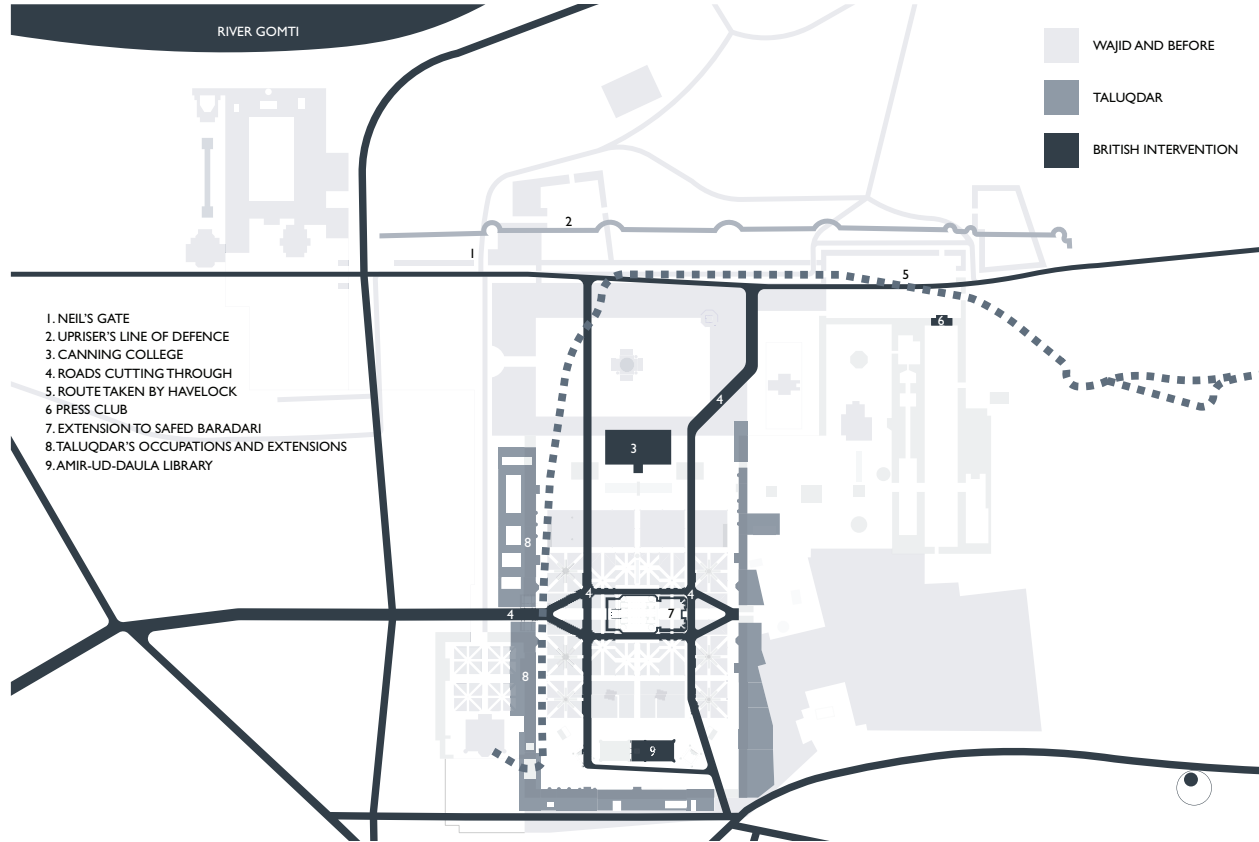 RIVER GOMTI
WAJID AND BEFORE
TALUQDAR
BRITISH INTERVENTION
2
1
5
1. NEIL'S GATE
2. UPRISER'S LINE OF DEFENCE
3. CANNING COLLEGE
4. ROADS CUTTING THROUGH
5. ROUTE TAKEN BY HAVELOCK
6 PRESS CLUB
7. EXTENSION TO SAFED BARADARI
8. TALUQDAR'S OCCUPATIONS AND EXTENSIONS
9. AMIR-UD-DAULA LIBRARY
6
4
3
8
4
4
4
7
8
9